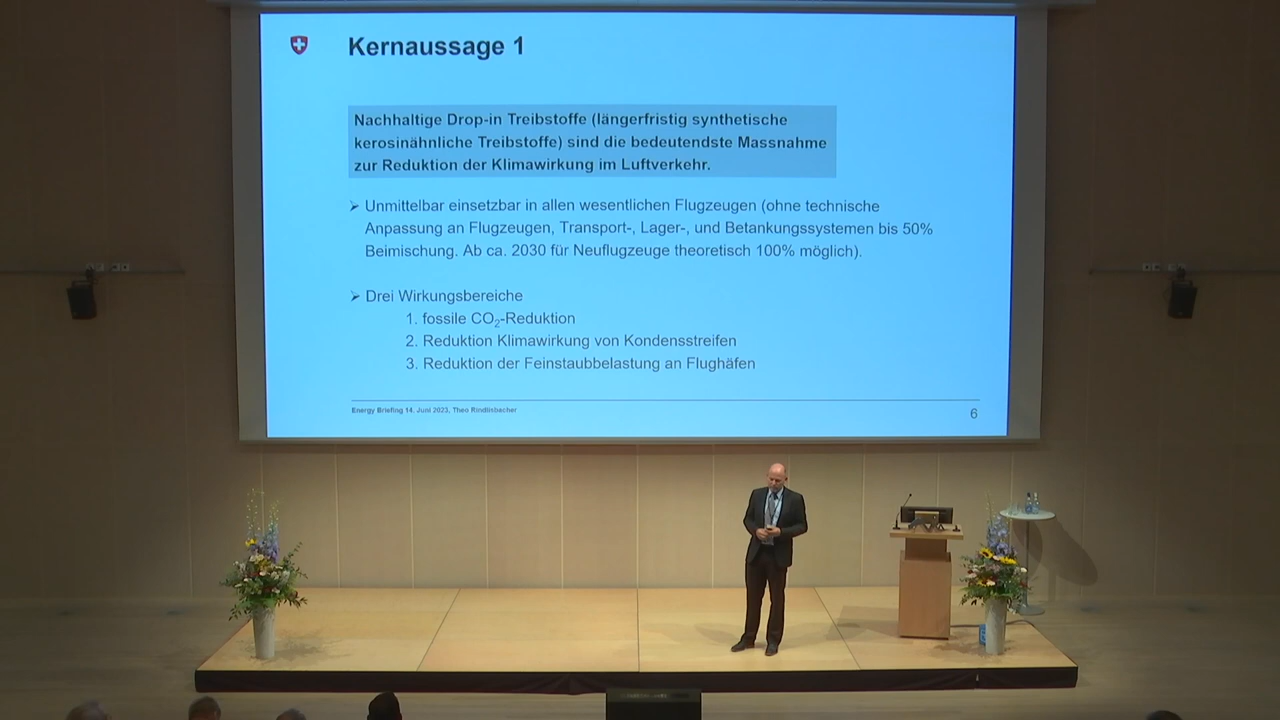 Kernaussage 1
Nachhaltige Drop-in Treibstoffe (längerfristig synthetische
kerosinähnliche Treibstoffe) sind die bedeutendste Massnahme
zur Reduktion der Klimawirkung im Luftverkehr.
➢ Unmittelbar einsetzbar in allen wesentlichen Flugzeugen (ohne technische
Anpassung an Flugzeugen, Transport-, Lager-, und Betankungssystemen bis 50%
Beimischung. Ab ca. 2030 für Neuflugzeuge theoretisch 100% möglich).
➢ Drei Wirkungsbereiche
1. fossile CO₂-Reduktion
2. Reduktion Klimawirkung von Kondensstreifen
3. Reduktion der Feinstaubbelastung an Flughäfen
Energy Briefing 14. Juni 2023, Theo Rindlisbacher
6